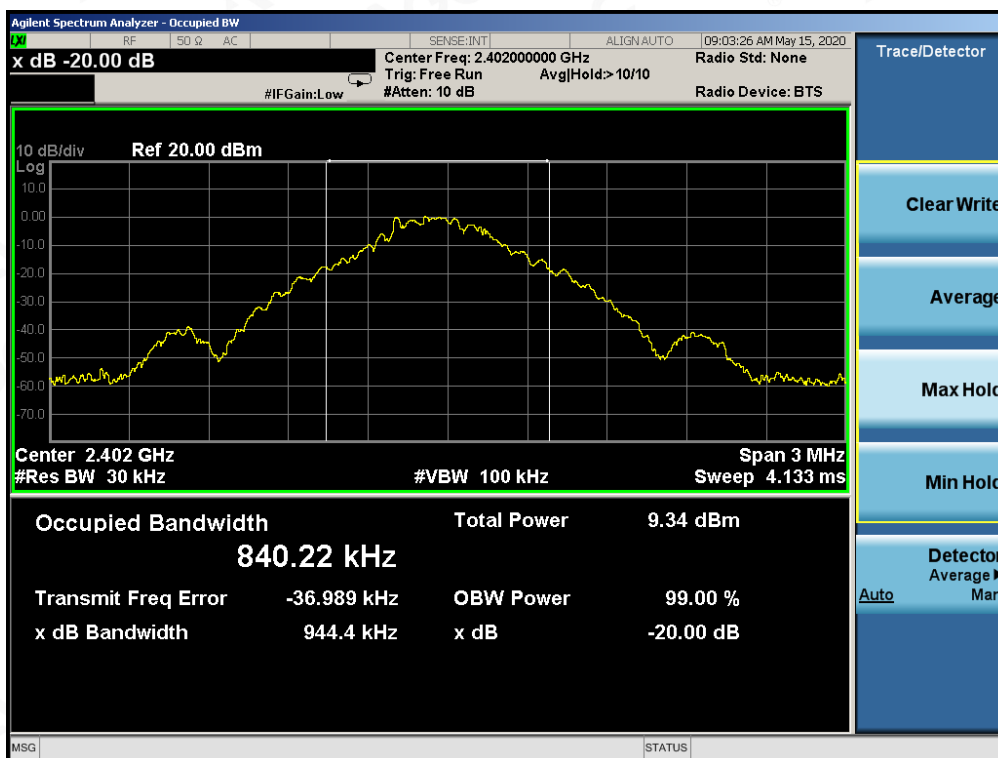 Agilent Spectrum Analyzer - Occupied BW
LXI RF 50 Ω AC SENSE:INT ALIGN AUTO 09:03:26 AM May 15, 2020
x dB -20.00 dB
Center Freq: 2.402000000 GHz
Radio Std: None
Trig: Free Run Avg|Hold:>10/10
#IFGain:Low #Atten: 10 dB
Radio Device: BTS
10 dB/div Ref 20.00 dBm
Log
10.0
0.00
-10.0
-20.0
-30.0
-40.0
-50.0
-60.0
-70.0
Center 2.402 GHz Span 3 MHz
#Res BW 30 kHz #VBW 100 kHz Sweep 4.133 ms
Occupied Bandwidth Total Power 9.34 dBm
840.22 kHz
Transmit Freq Error -36.989 kHz OBW Power 99.00 %
x dB Bandwidth 944.4 kHz x dB -20.00 dB
MSG STATUS
Trace/Detector
Clear Write
Average
Max Hold
Min Hold
Detector
Average▶
Auto Man